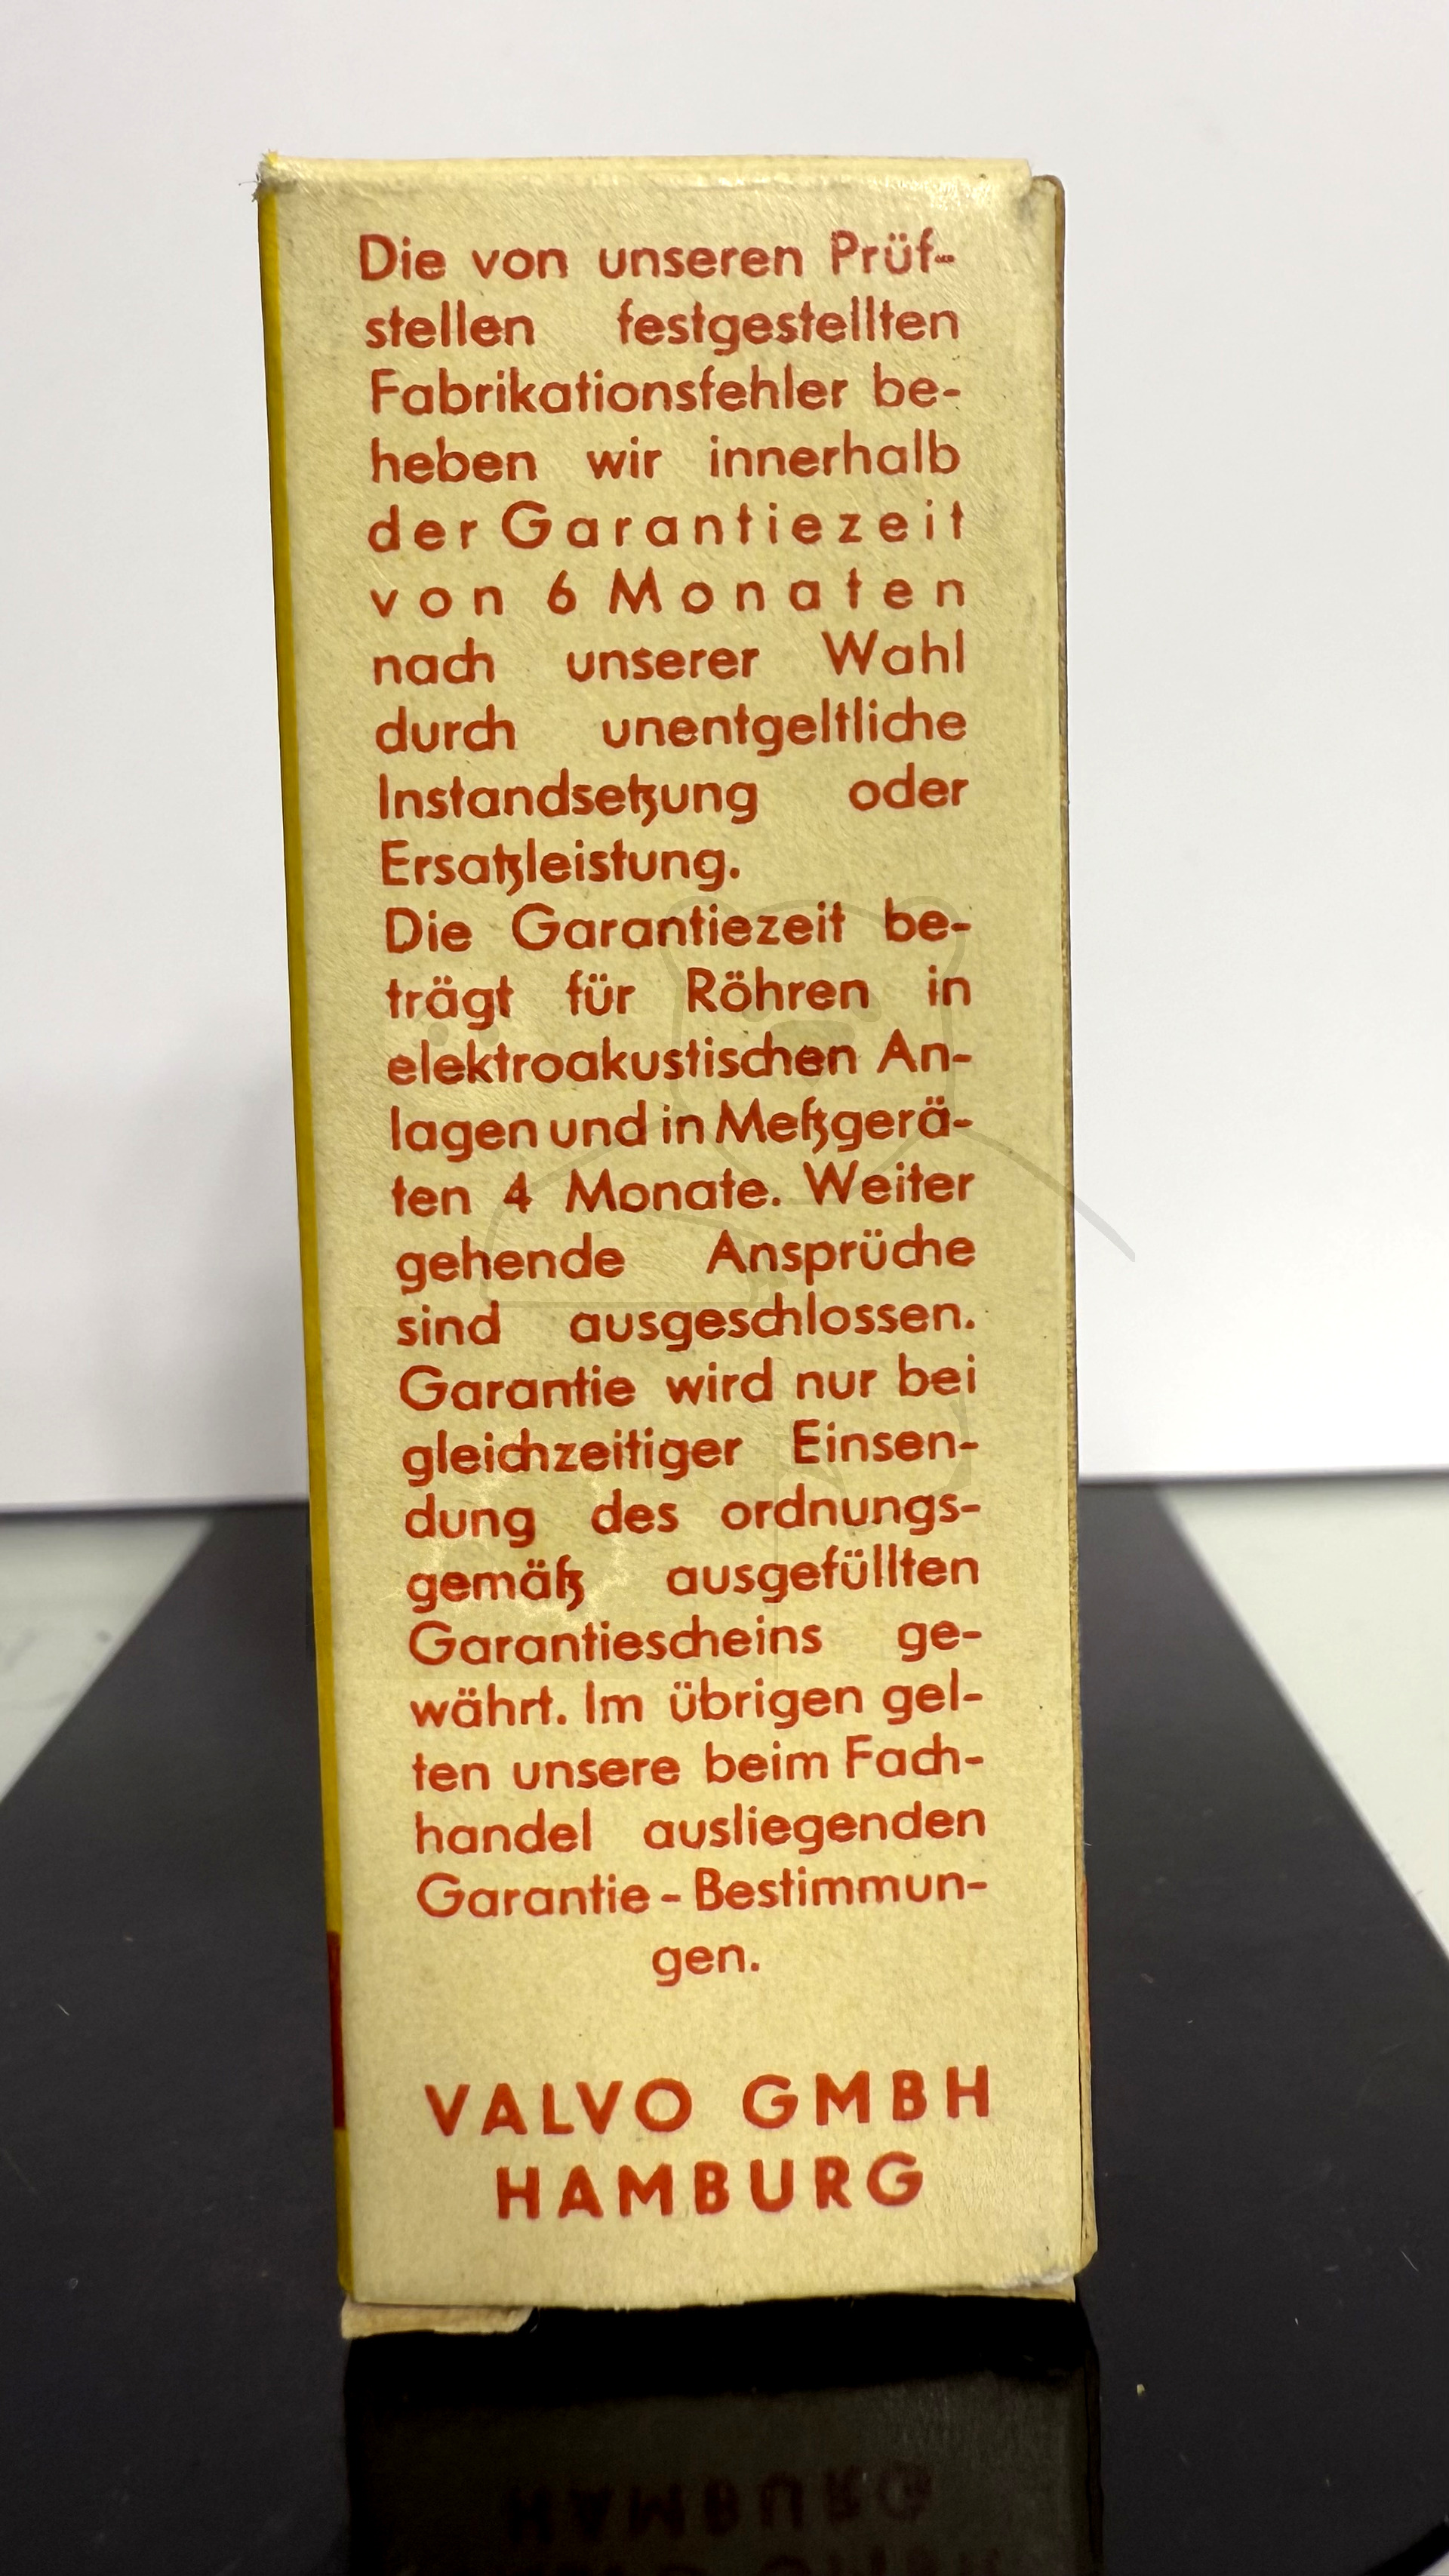 Die von unseren Prüf-
stellen festgestellten
Fabrikationsfehler be-
heben wir innerhalb
der Garantiezeit
von 6 Monaten
nach unserer Wahl
durch unentgeltliche
Instandsetzung oder
Ersatzleistung.
Die Garantiezeit be-
trägt für Röhren in
elektroakustischen An-
lagen und in Meßgerä-
ten 4 Monate. Weiter
gehende Ansprüche
sind ausgeschlossen.
Garantie wird nur bei
gleichzeitiger Einsen-
dung des ordnungs-
gemäß ausgefüllten
Garantiescheins ge-
währt. Im übrigen gel-
ten unsere beim Fach-
handel ausliegenden
Garantie-Bestimmun-
gen.
VALVO GMBH
HAMBURG